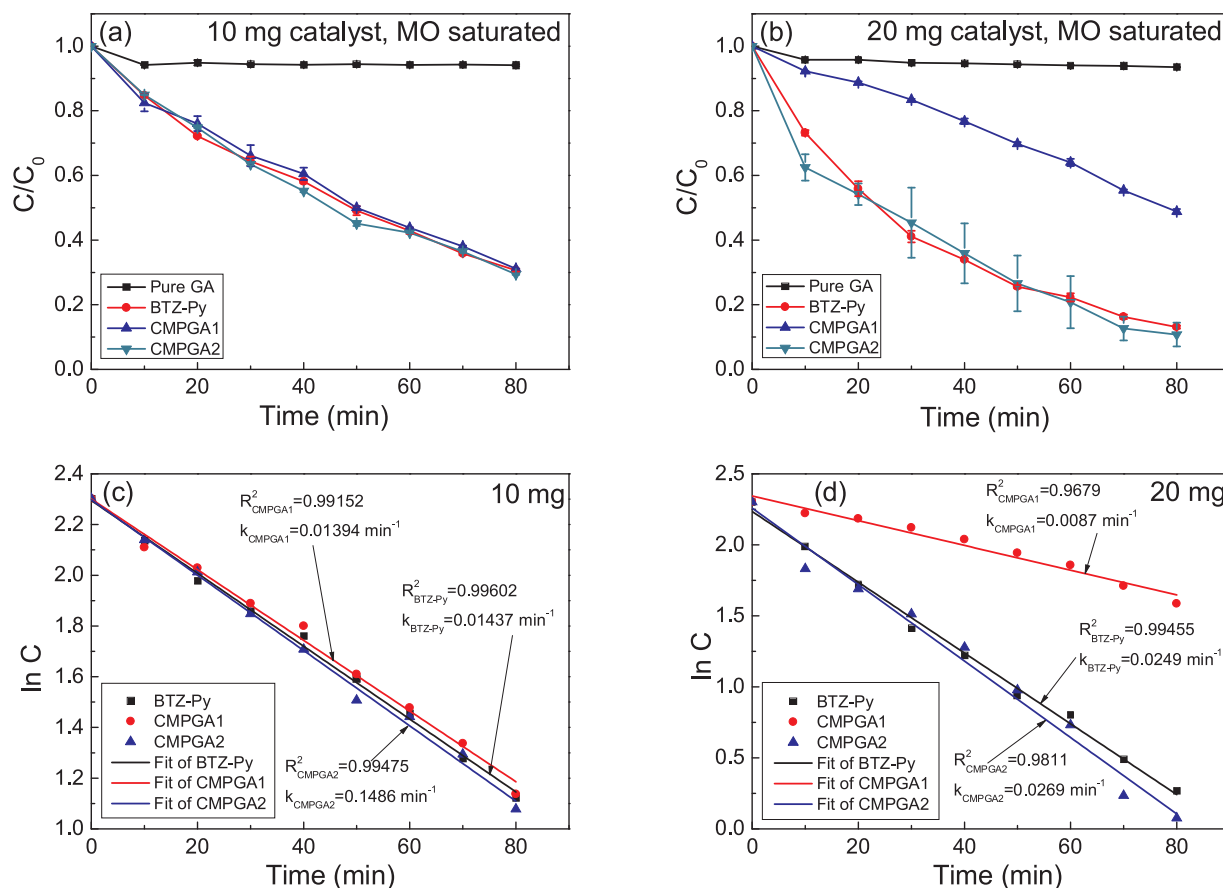 (a) 10 mg catalyst, MO saturated
1.0
0.8
0.6
0.4
0.2
0.0
C/C0
Pure GA
BTZ-Py
CMPGA1
CMPGA2
0 20 40 60 80
Time (min)
(b) 20 mg catalyst, MO saturated
1.0
0.8
0.6
0.4
0.2
0.0
C/C0
Pure GA
BTZ-Py
CMPGA1
CMPGA2
0 20 40 60 80
Time (min)
(c) 10 mg
2.4
2.2
2.0
1.8
1.6
1.4
1.2
1.0
ln C
R²CMPGA1=0.99152
kCMPGA1=0.01394 min⁻¹
R²BTZ-Py=0.99602
kBTZ-Py=0.01437 min⁻¹
R²CMPGA2=0.99475
kCMPGA2=0.1486 min⁻¹
BTZ-Py
CMPGA1
CMPGA2
Fit of BTZ-Py
Fit of CMPGA1
Fit of CMPGA2
0 20 40 60 80
Time (min)
(d) 20 mg
2.5
2.0
1.5
1.0
0.5
0.0
ln C
R²CMPGA1=0.9679
kCMPGA1=0.0087 min⁻¹
R²BTZ-Py=0.99455
kBTZ-Py=0.0249 min⁻¹
R²CMPGA2=0.9811
kCMPGA2=0.0269 min⁻¹
BTZ-Py
CMPGA1
CMPGA2
Fit of BTZ-Py
Fit of CMPGA1
Fit of CMPGA2
0 20 40 60 80
Time (min)